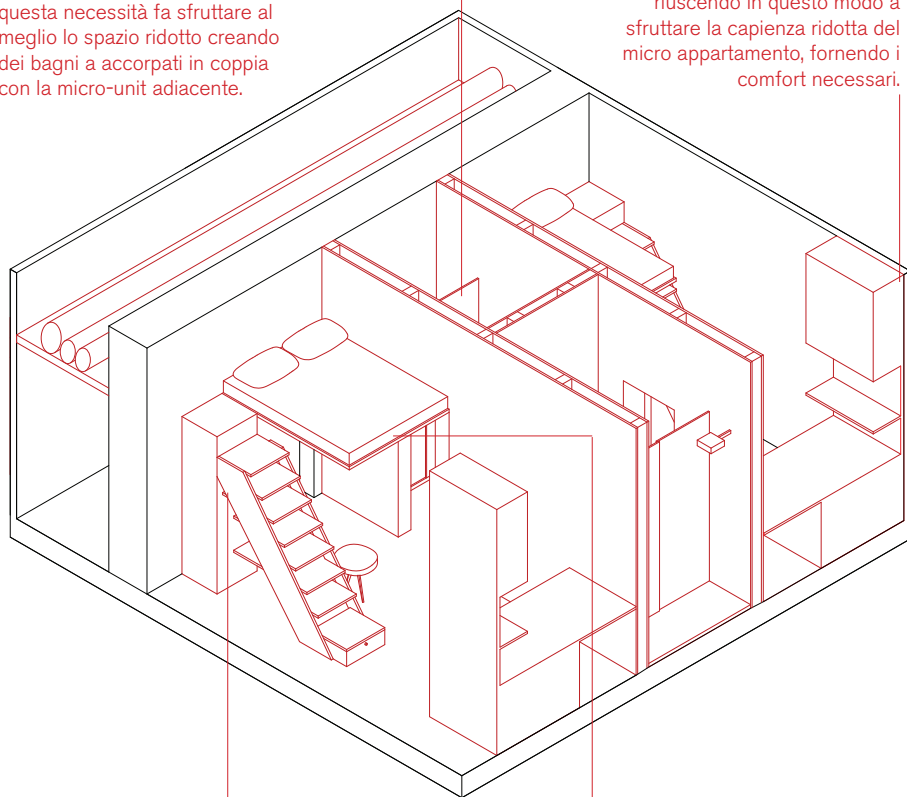 questa necessità fa sfruttare al
meglio lo spazio ridotto creando
dei bagni a accorpati in coppia
con la micro-unit adiacente.
riuscendo in questo modo a
sfruttare la capienza ridotta del
micro appartamento, fornendo i
comfort necessari.